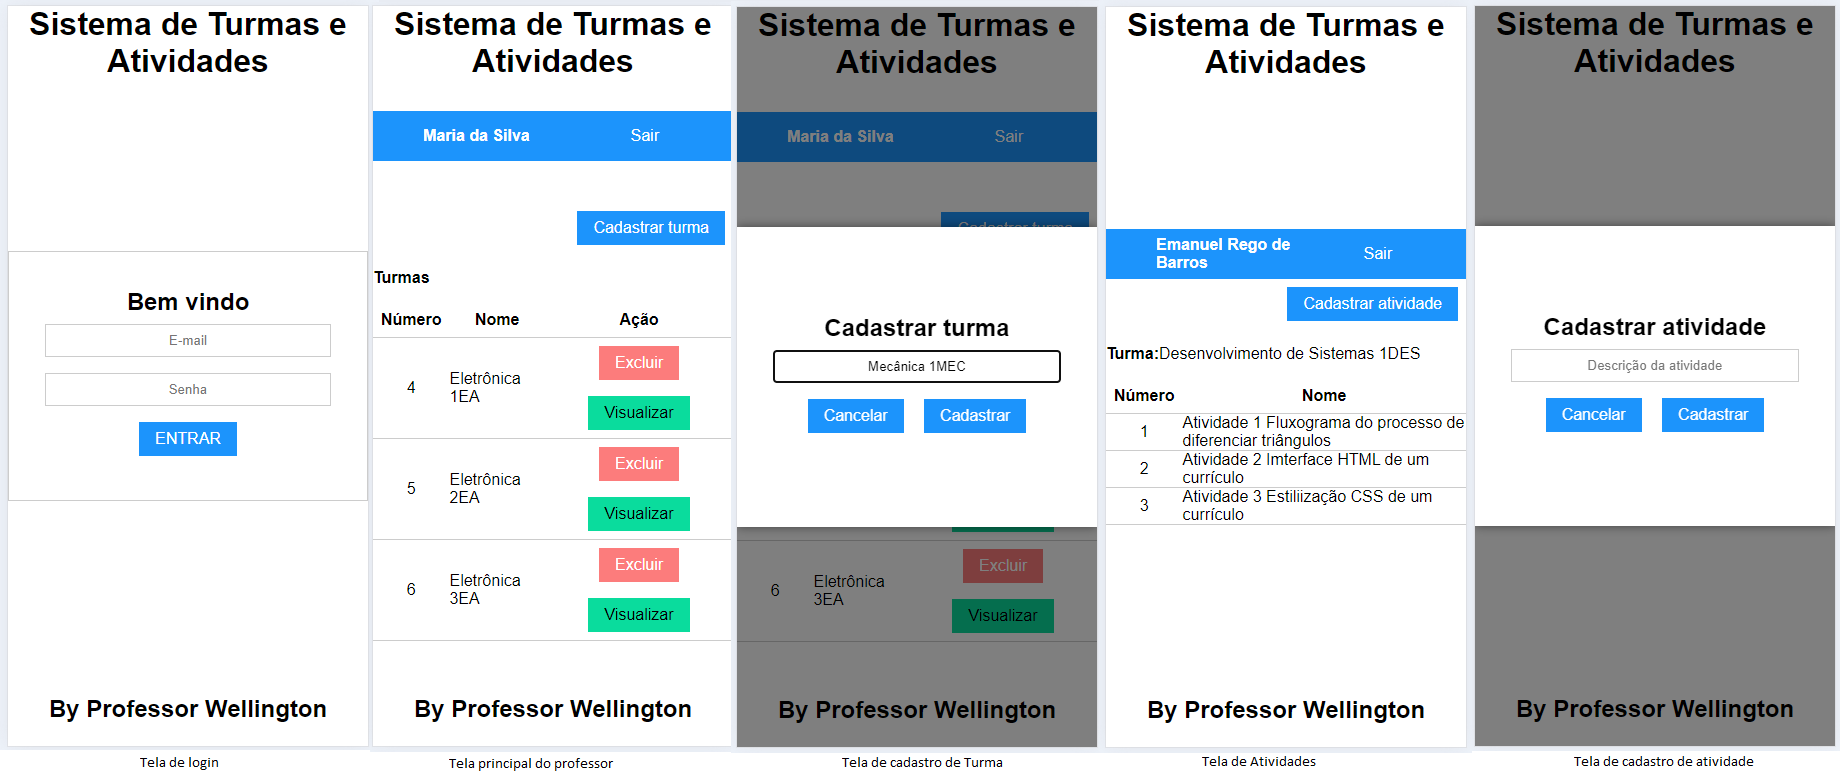 Sistema de Turmas e
Atividades
Bem vindo
E-mail
Senha
ENTRAR
By Professor Wellington
Tela de login
Sistema de Turmas e
Atividades
Maria da Silva Sair
Cadastrar turma
Turmas
Número Nome Ação
4 Eletrônica 1EA Excluir Visualizar
5 Eletrônica 2EA Excluir Visualizar
6 Eletrônica 3EA Excluir Visualizar
By Professor Wellington
Tela principal do professor
Sistema de Turmas e
Atividades
Maria da Silva Sair
Cadastrar turma
Cadastrar turma
Mecânica 1MEC
Cancelar Cadastrar
6 Eletrônica 3EA Excluir Visualizar
By Professor Wellington
Tela de cadastro de Turma
Sistema de Turmas e
Atividades
Emanuel Rego de
Barros
Sair
Cadastrar atividade
Turma:Desenvolvimento de Sistemas 1DES
Número Nome
1 Atividade 1 Fluxograma do processo de
diferenciar triângulos
2 Atividade 2 Imterface HTML de um
currículo
3 Atividade 3 Estiliização CSS de um
currículo
By Professor Wellington
Tela de Atividades
Sistema de Turmas e
Atividades
Cadastrar atividade
Descrição da atividade
Cancelar Cadastrar
By Professor Wellington
Tela de cadastro de atividade